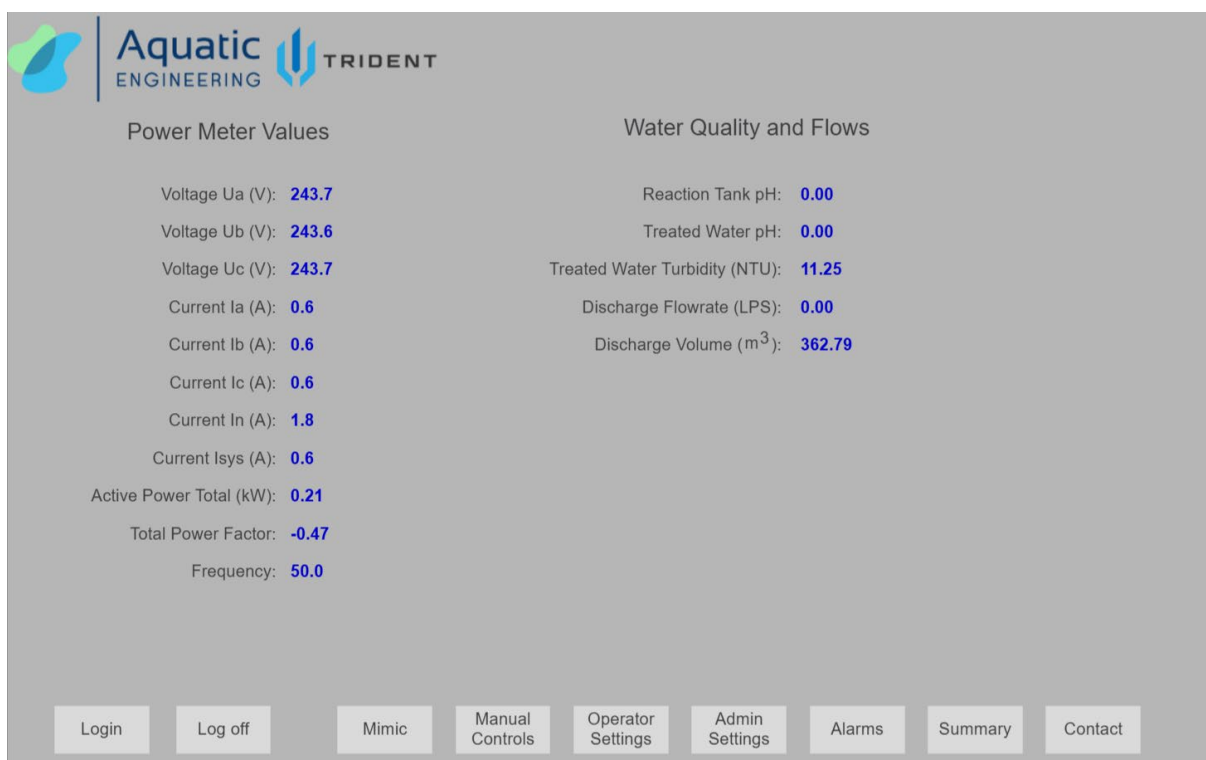 Aquatic
ENGINEERING
TRIDENT
Power Meter Values
Voltage Ua (V): 243.7
Voltage Ub (V): 243.6
Voltage Uc (V): 243.7
Current Ia (A): 0.6
Current Ib (A): 0.6
Current Ic (A): 0.6
Current In (A): 1.8
Current Isys (A): 0.6
Active Power Total (kW): 0.21
Total Power Factor: -0.47
Frequency: 50.0
Water Quality and Flows
Reaction Tank pH: 0.00
Treated Water pH: 0.00
Treated Water Turbidity (NTU): 11.25
Discharge Flowrate (LPS): 0.00
Discharge Volume (m³): 362.79
Login
Log off
Mimic
Manual
Controls
Operator
Settings
Admin
Settings
Alarms
Summary
Contact